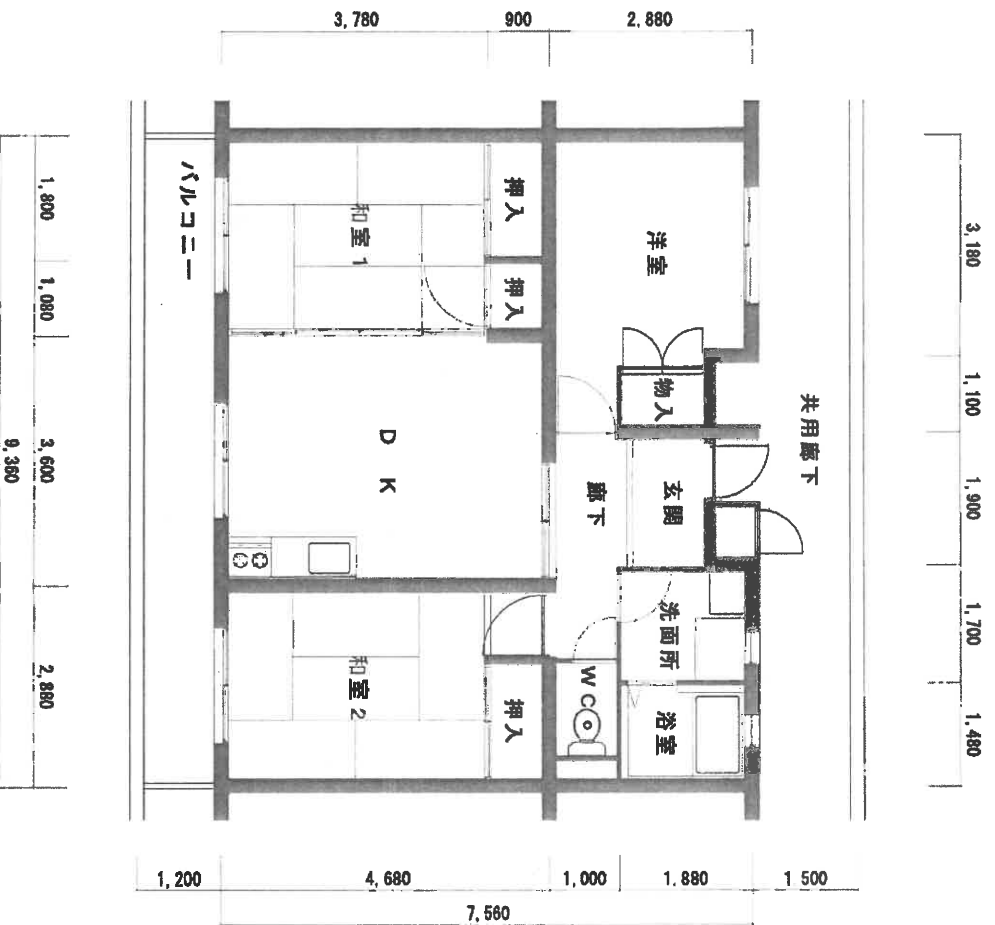 3,780
900
2,880
バルコニー
和室1
押入
押入
洋室
物入
共用廊下
DK
廊下
玄関
和室2
押入
WC
洗面所
浴室
1,800
1,080
3,600
2,880
9,360
3,180
1,100
1,900
1,700
1,480
1,200
4,680
1,000
1,880
1 500
7,560